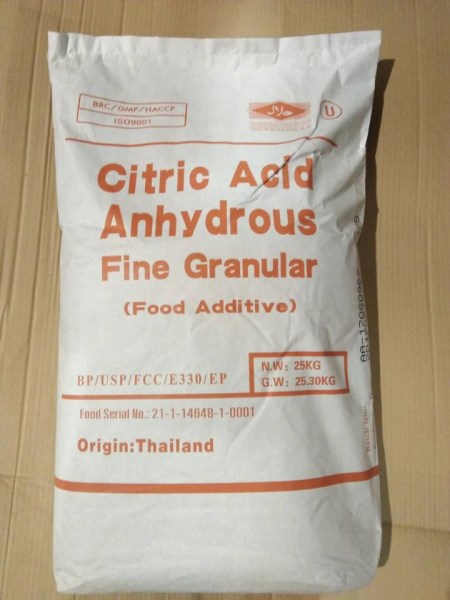 BRC/GMP/HACCP
ISO9001
حلال
U
Citric Acid
Anhydrous
Fine Granular
(Food Additive)
BP/USP/FCC/E330/EP
N.W: 25KG
G.W: 25.30KG
Food Serial No.: 21-1-14648-1-0001
Origin:Thailand